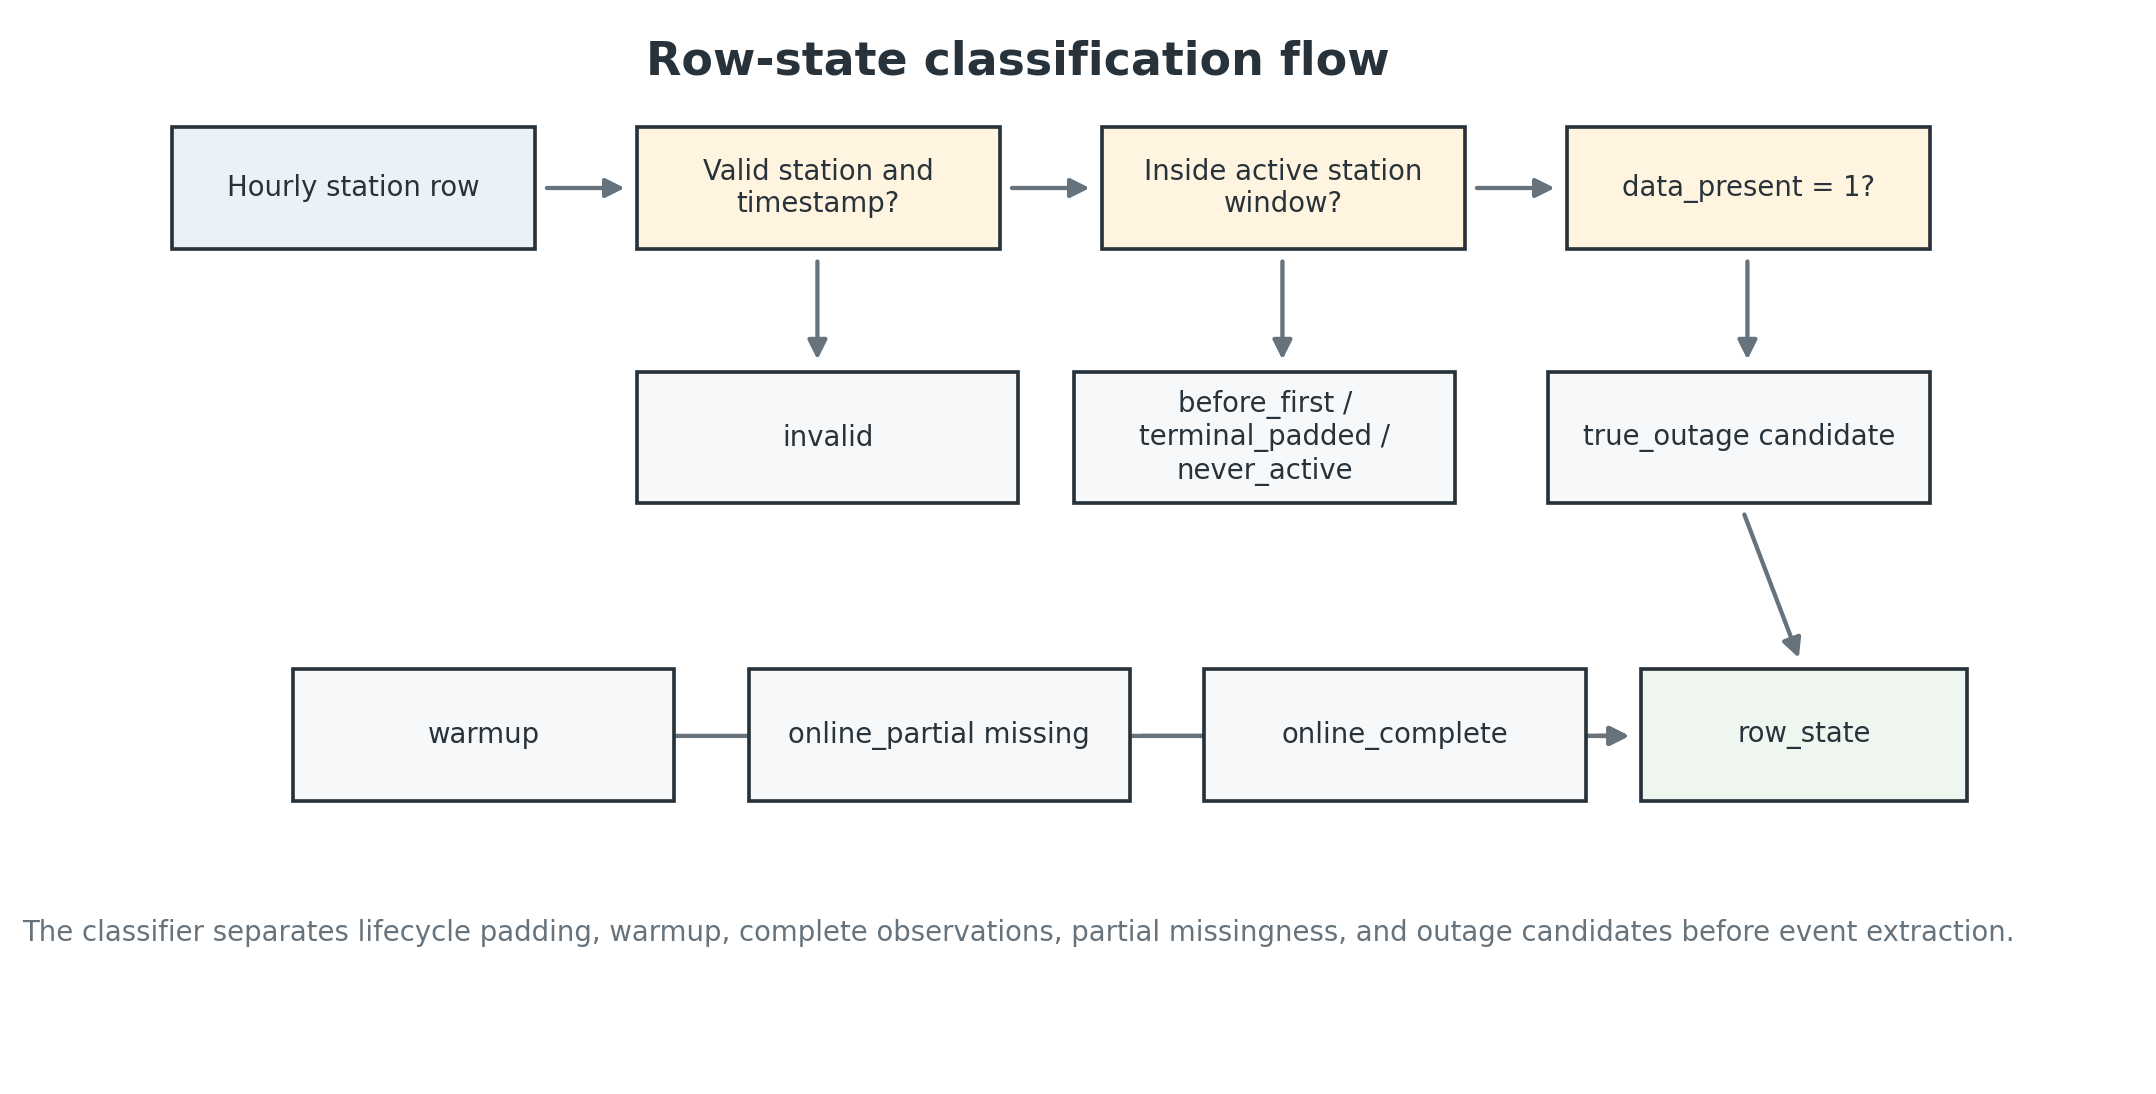 Row-state classification flow
Hourly station row
Valid station and
timestamp?
Inside active station
window?
data_present = 1?
invalid
before_first /
terminal_padded /
never_active
true_outage candidate
warmup
online_partial missing
online_complete
row_state
The classifier separates lifecycle padding, warmup, complete observations, partial missingness, and outage candidates before event extraction.